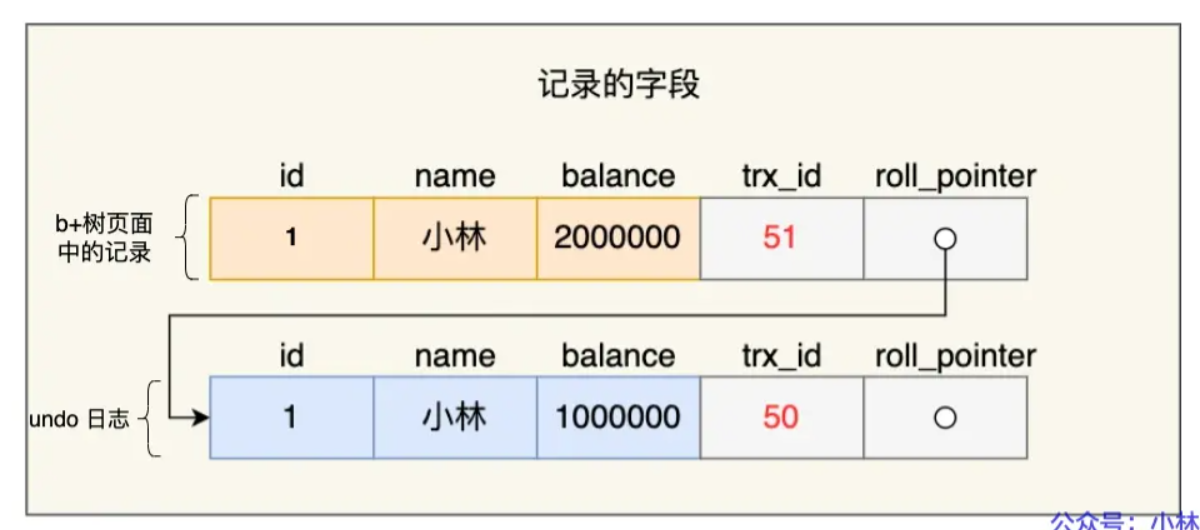 记录的字段
id name balance trx_id roll_pointer
b+树页面
中的记录
1 小林 2000000 51
id name balance trx_id roll_pointer
undo 日志
1 小林 1000000 50
公众号：小林